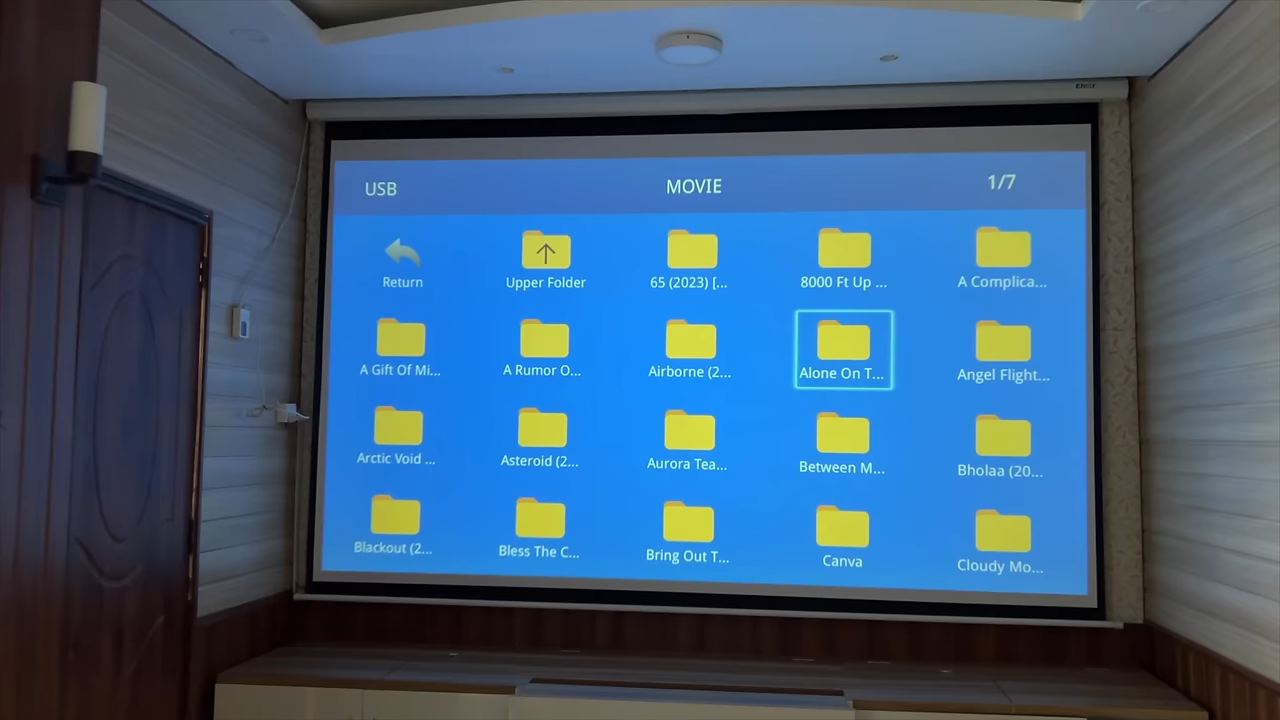 USB
MOVIE
1/7
Return
Upper Folder
65 (2023) [...
8000 Ft Up ...
A Complica...
A Gift Of Mi...
A Rumor O...
Airborne (2...
Alone On T...
Angel Flight...
Arctic Void ...
Asteroid (2...
Aurora Tea...
Between M...
Bholaa (20...
Blackout (2...
Bless The C...
Bring Out T...
Canva
Cloudy Mo...